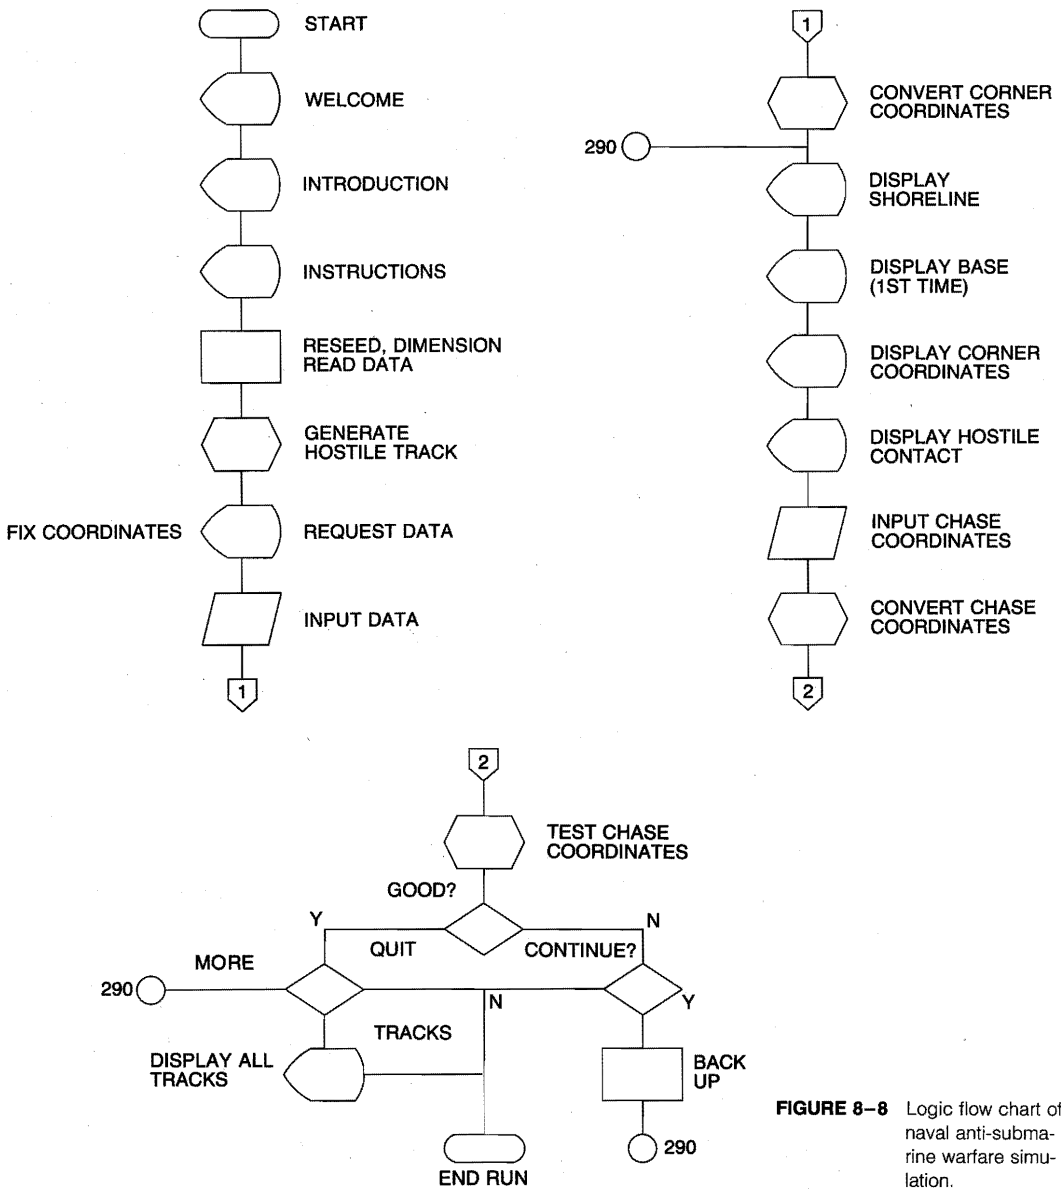 START
WELCOME
INTRODUCTION
INSTRUCTIONS
RESEED, DIMENSION
READ DATA
GENERATE
HOSTILE TRACK
FIX COORDINATES
REQUEST DATA
INPUT DATA
1
1
CONVERT CORNER
COORDINATES
290
DISPLAY
SHORELINE
DISPLAY BASE
(1ST TIME)
DISPLAY CORNER
COORDINATES
DISPLAY HOSTILE
CONTACT
INPUT CHASE
COORDINATES
CONVERT CHASE
COORDINATES
2
2
TEST CHASE
COORDINATES
GOOD?
Y
N
QUIT
CONTINUE?
MORE
290
N
Y
TRACKS
DISPLAY ALL
TRACKS
BACK
UP
290
END RUN
FIGURE 8–8 Logic flow chart of
naval anti-subma-
rine warfare simu-
lation.